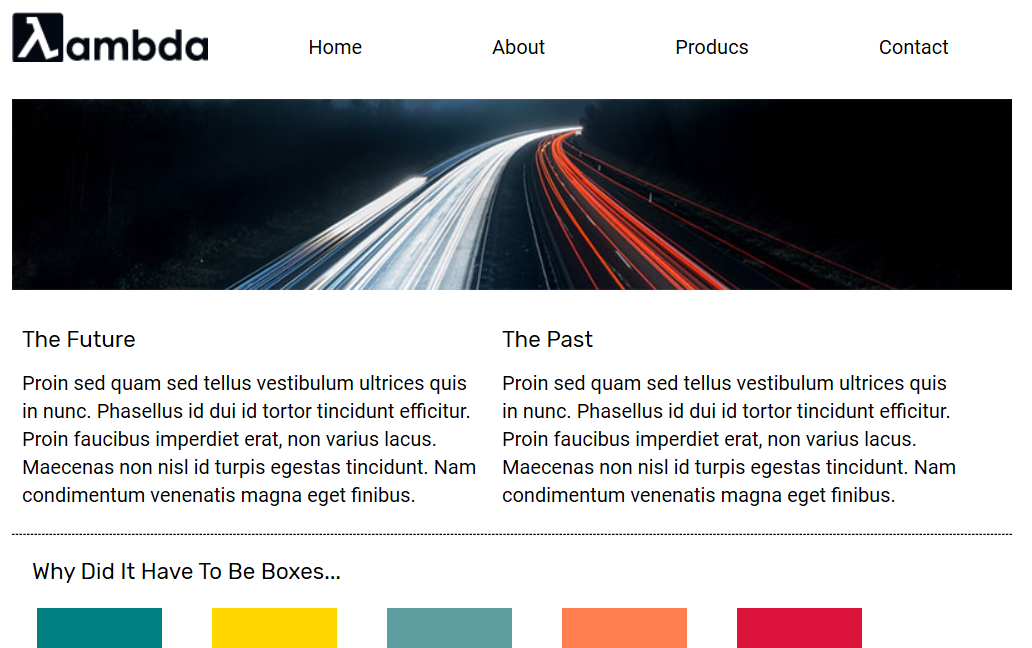 λambda
Home About Producs Contact
The Future
Proin sed quam sed tellus vestibulum ultrices quis
in nunc. Phasellus id dui id tortor tincidunt efficitur.
Proin faucibus imperdiet erat, non varius lacus.
Maecenas non nisl id turpis egestas tincidunt. Nam
condimentum venenatis magna eget finibus.
The Past
Proin sed quam sed tellus vestibulum ultrices quis
in nunc. Phasellus id dui id tortor tincidunt efficitur.
Proin faucibus imperdiet erat, non varius lacus.
Maecenas non nisl id turpis egestas tincidunt. Nam
condimentum venenatis magna eget finibus.
Why Did It Have To Be Boxes...